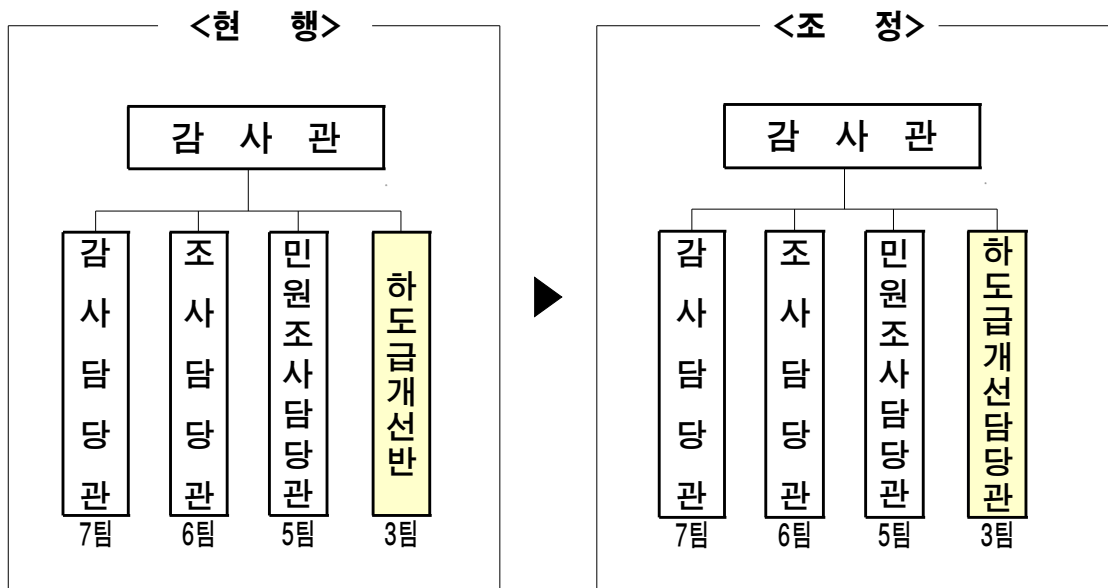 <현 행>
감 사 관
감사담당관
7팀
조사담당관
6팀
민원조사담당관
5팀
하도급개선반
3팀
<조 정>
감 사 관
감사담당관
7팀
조사담당관
6팀
민원조사담당관
5팀
하도급개선담당관
3팀